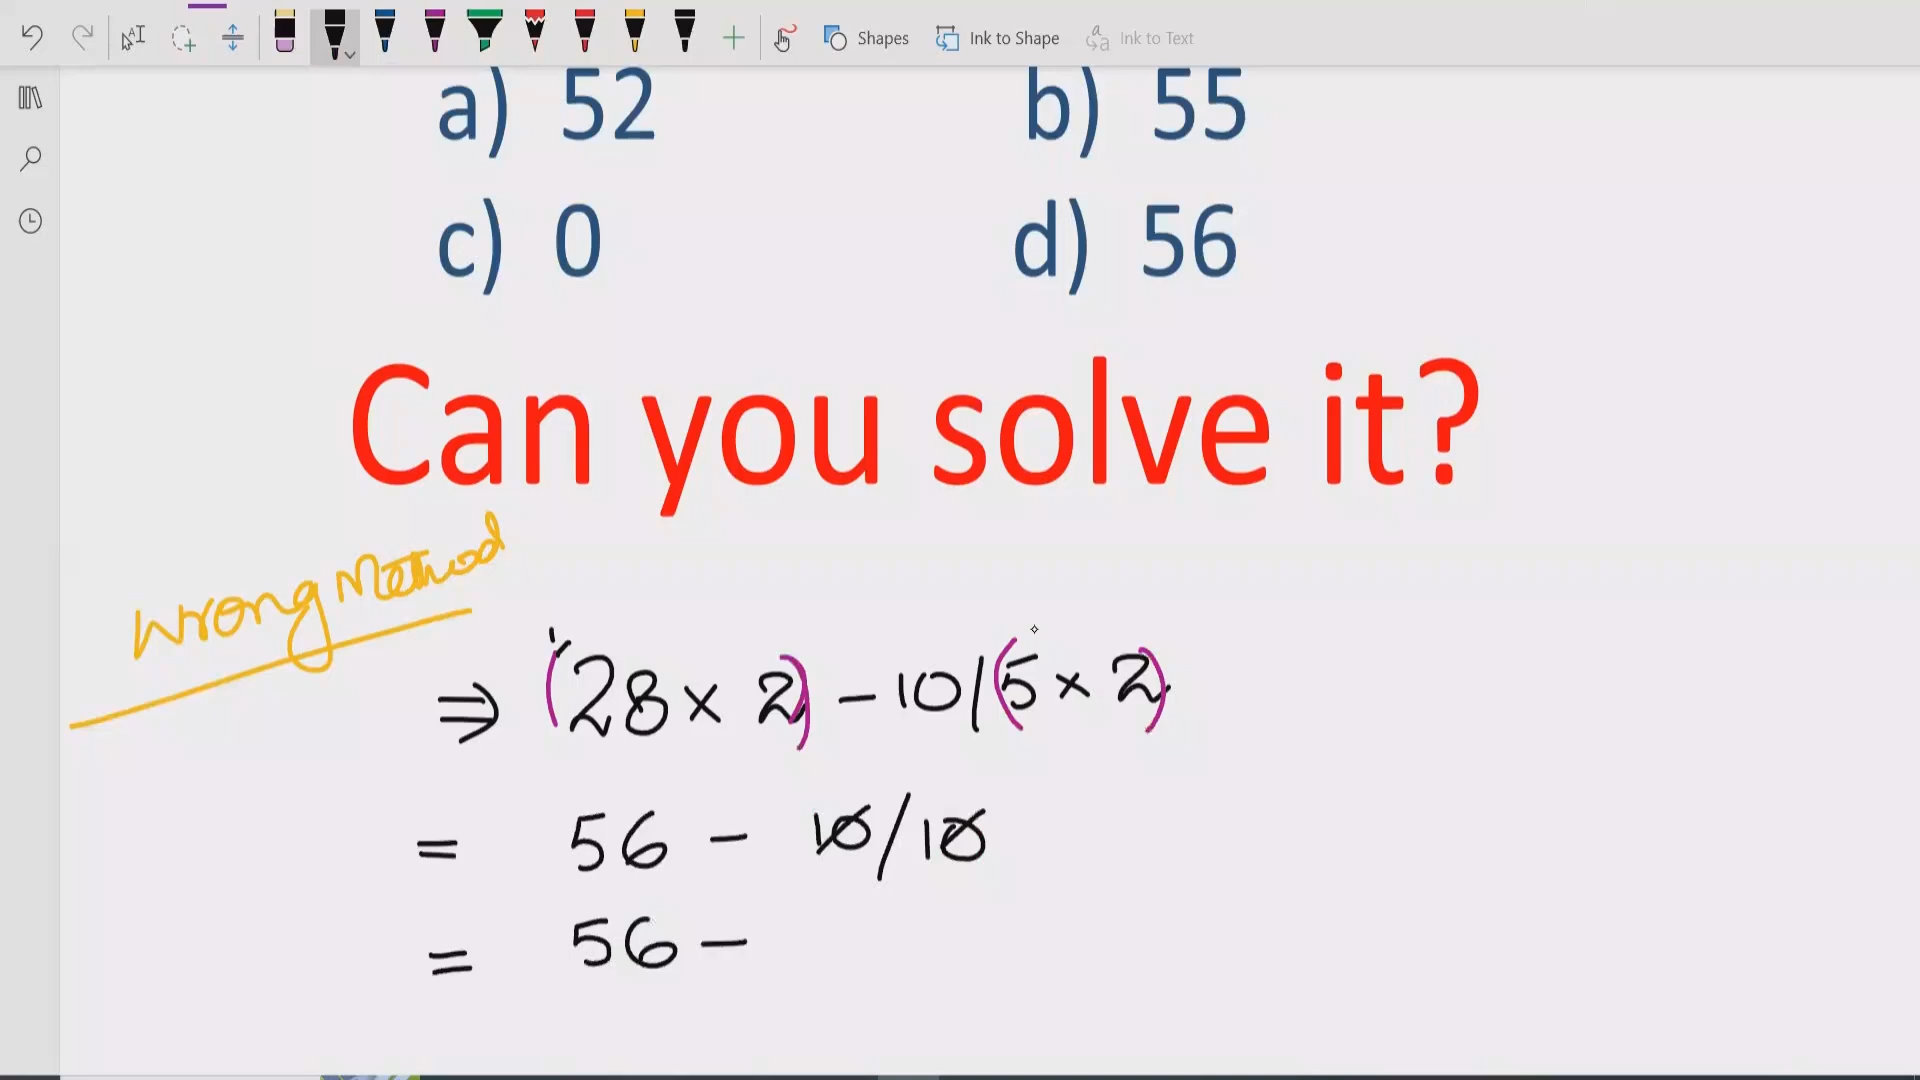 Shapes Ink to Shape Ink to Text
a) 52 b) 55
c) 0 d) 56
Can you solve it?
Wrong Method
⇒ (28 × 2) - 10/(5 × 2)
= 56 - 10/10
= 56 -